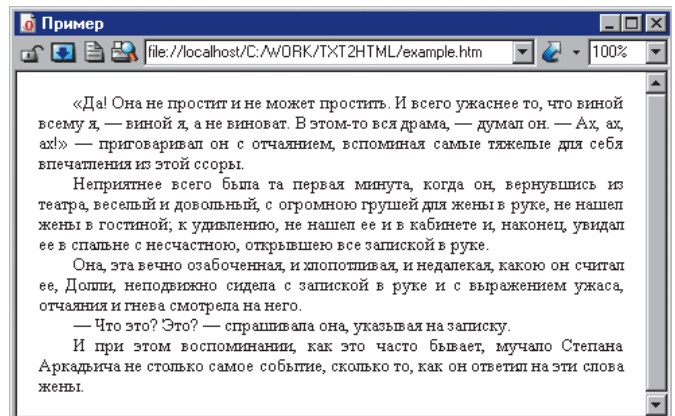 Пример
file://localhost/C:/WORK/TXT2HTML/example.htm
100%
«Да! Она не простит и не может простить. И всего ужаснее то, что виной
всему я, — виной я, а не виноват. В этом-то вся драма, — думал он. — Ах, ах,
ах!» — приговаривал он с отчаянием, вспоминая самые тяжелые для себя
впечатления из этой ссоры.
Неприятнее всего была та первая минута, когда он, вернувшись из
театра, веселый и довольный, с огромною грушей для жены в руке, не нашел
жены в гостиной; к удивлению, не нашел ее и в кабинете и, наконец, увидал
ее в спальне с несчастною, открывшею все запиской в руке.
Она, эта вечно озабоченная, и хлопотливая, и недалекая, какою он считал
ее, Долли, неподвижно сидела с запиской в руке и с выражением ужаса,
отчаяния и гнева смотрела на него.
— Что это? Это? — спрашивала она, указывая на записку.
И при этом воспоминании, как это часто бывает, мучало Степана
Аркадьича не столько самое событие, сколько то, как он ответил на эти слова
жены.